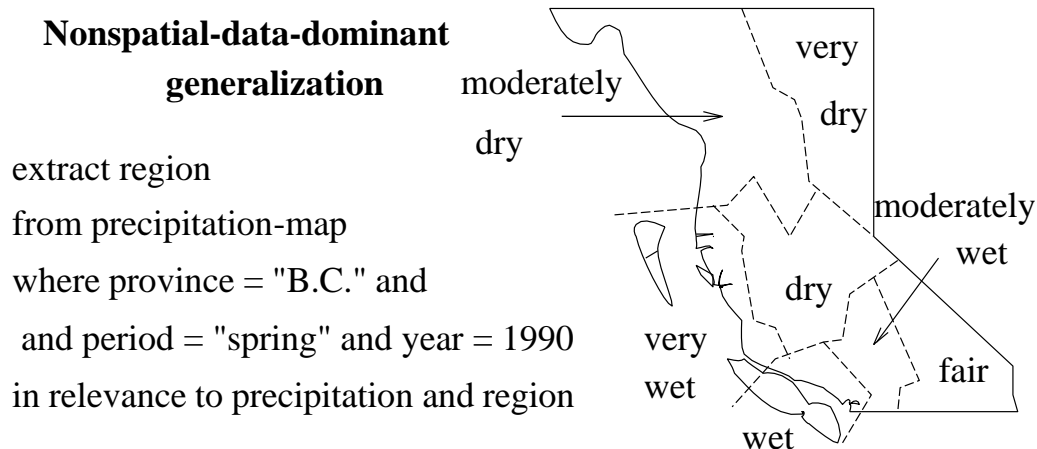 Nonspatial-data-dominant
generalization
extract region
from precipitation-map
where province = "B.C." and
and period = "spring" and year = 1990
in relevance to precipitation and region
moderately
dry
very
dry
moderately
wet
dry
very
wet
fair
wet